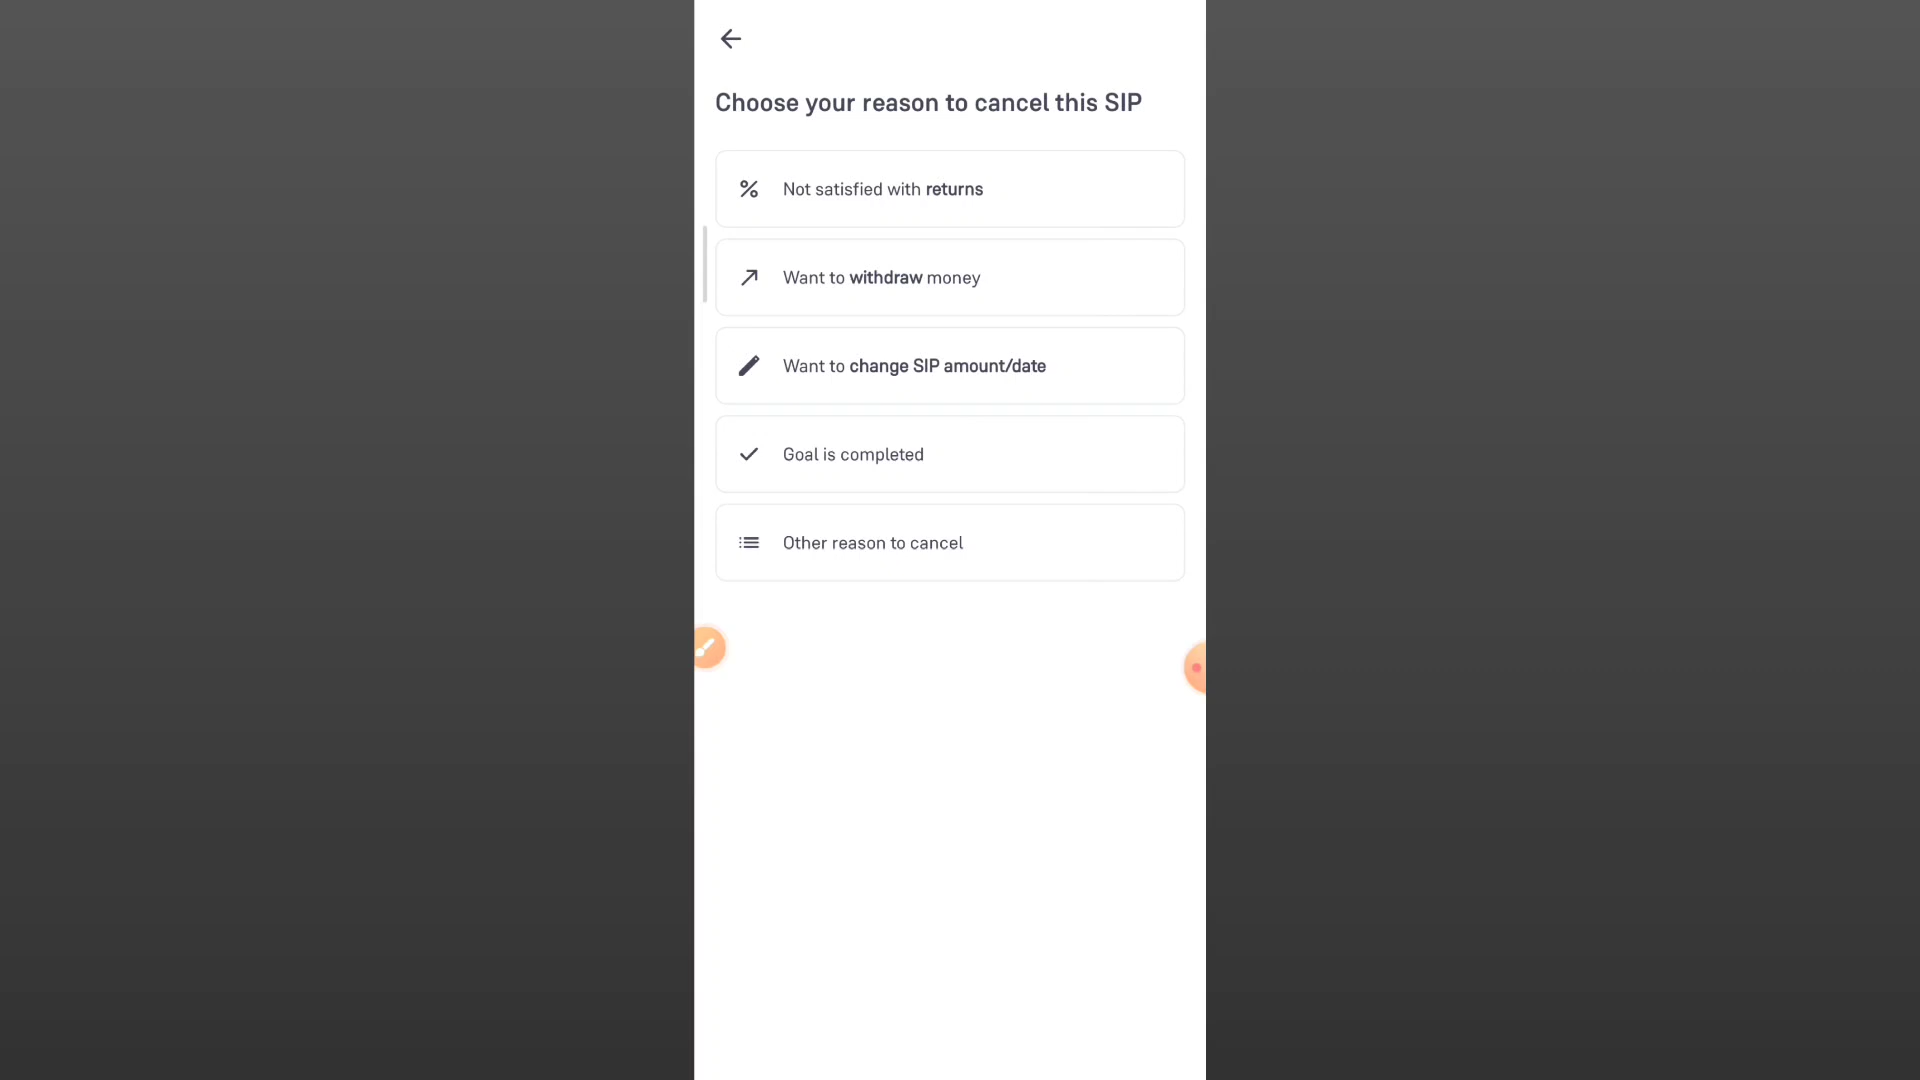 Choose your reason to cancel this SIP
Not satisfied with returns
Want to withdraw money
Want to change SIP amount/date
Goal is completed
Other reason to cancel